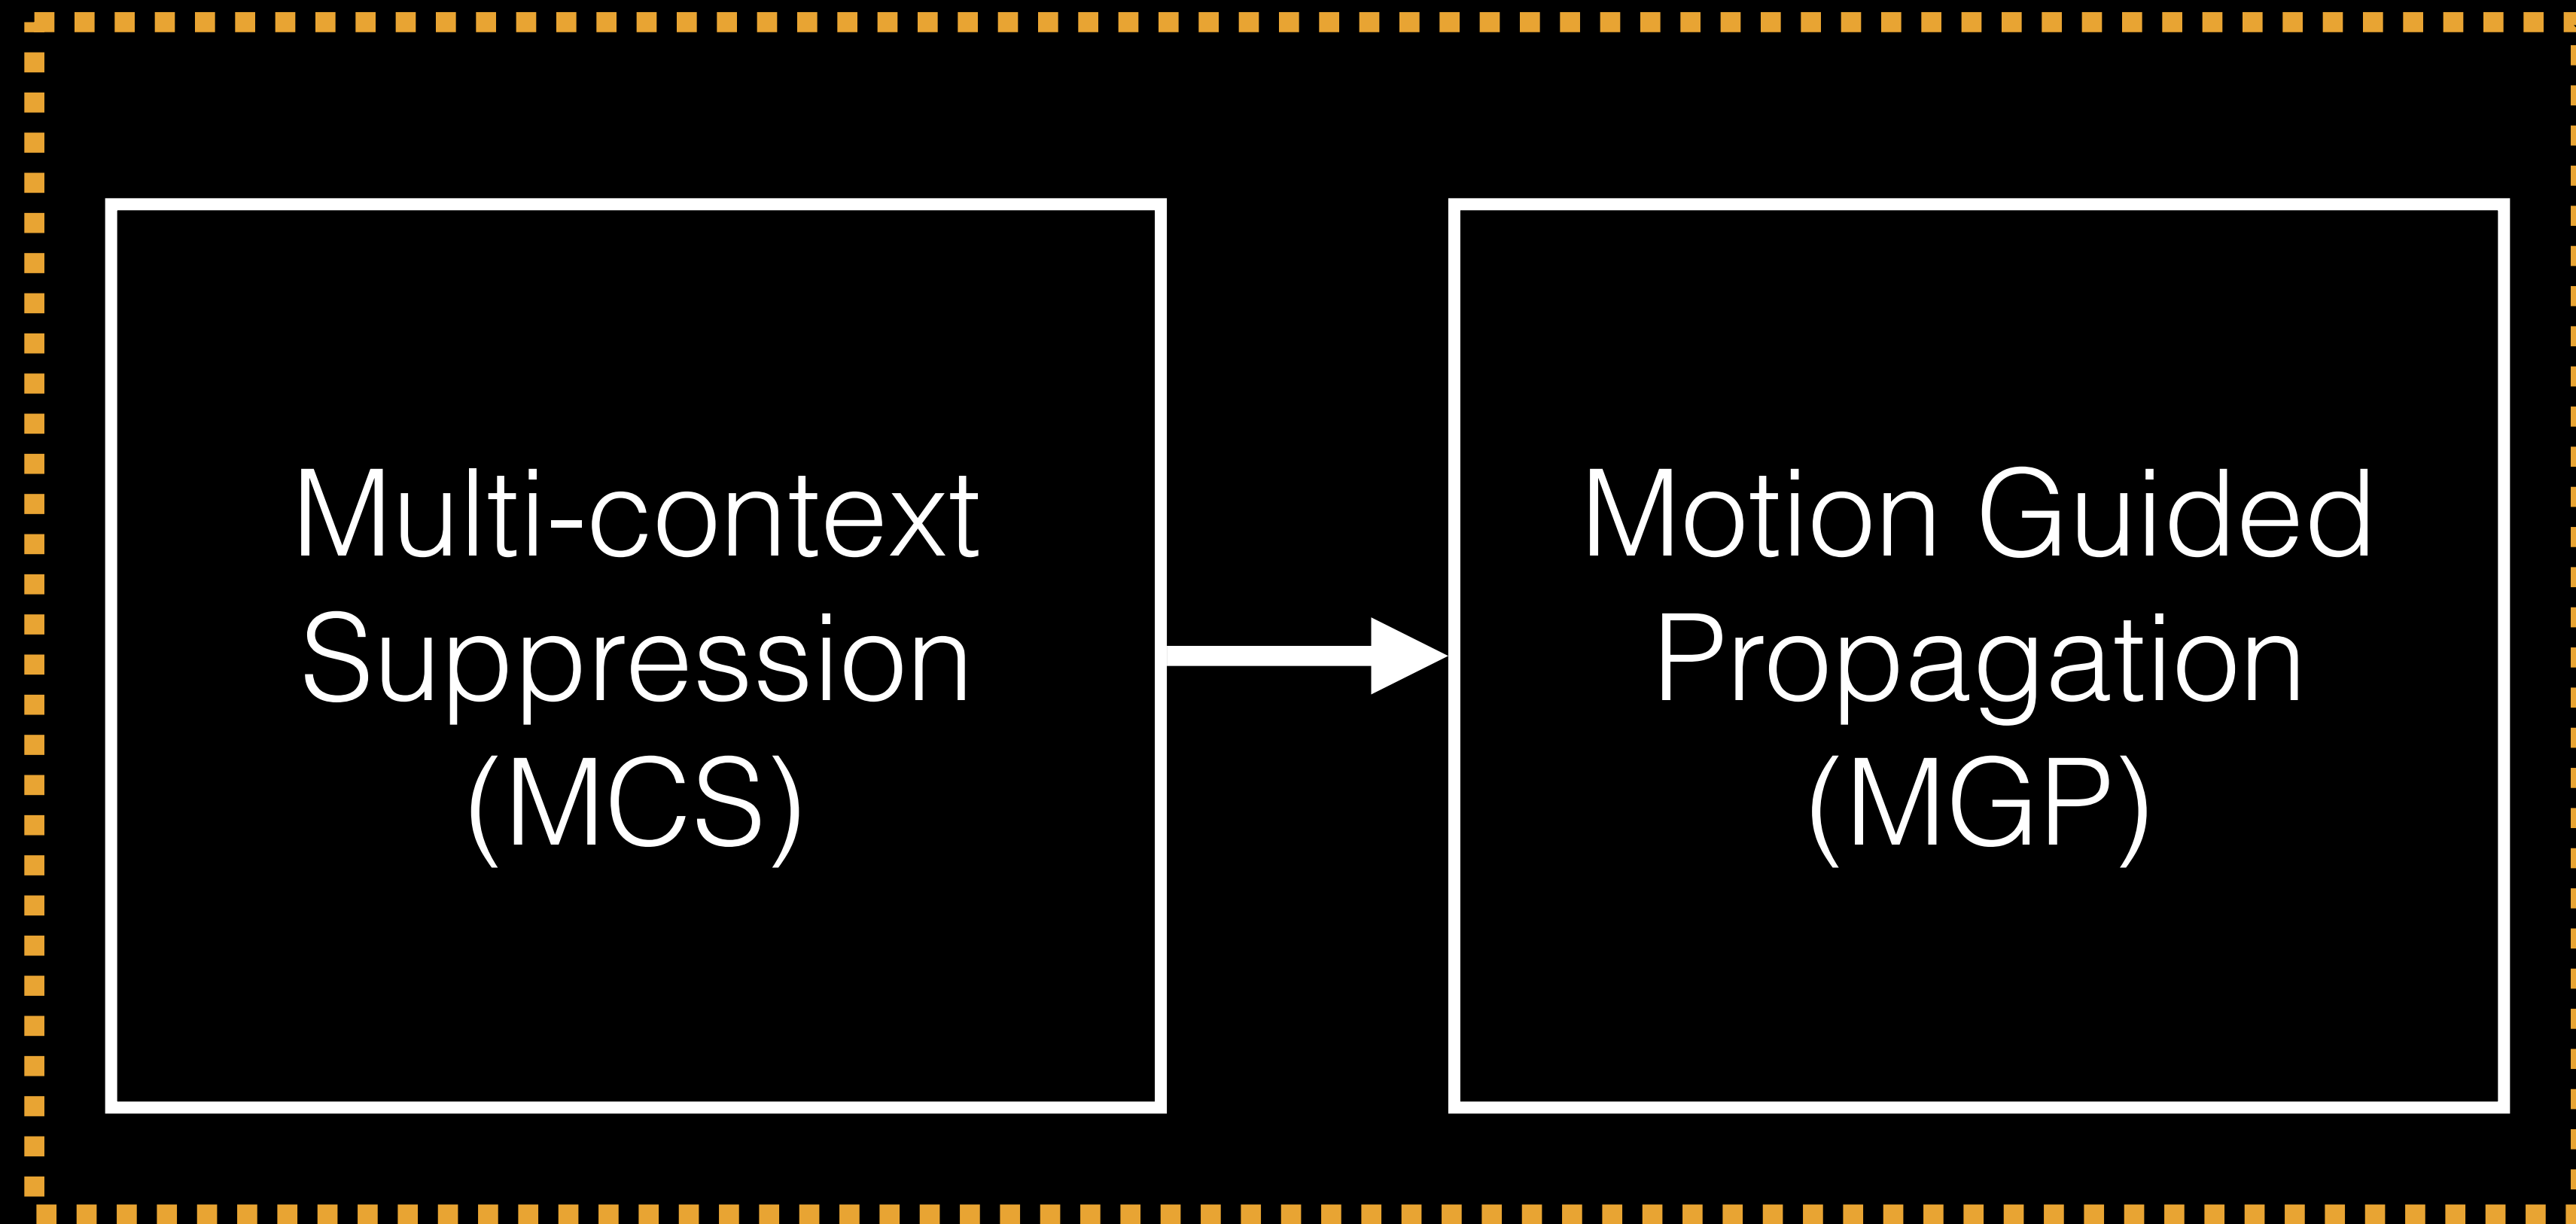 Multi-context
Suppression
(MCS)
Motion Guided
Propagation
(MGP)